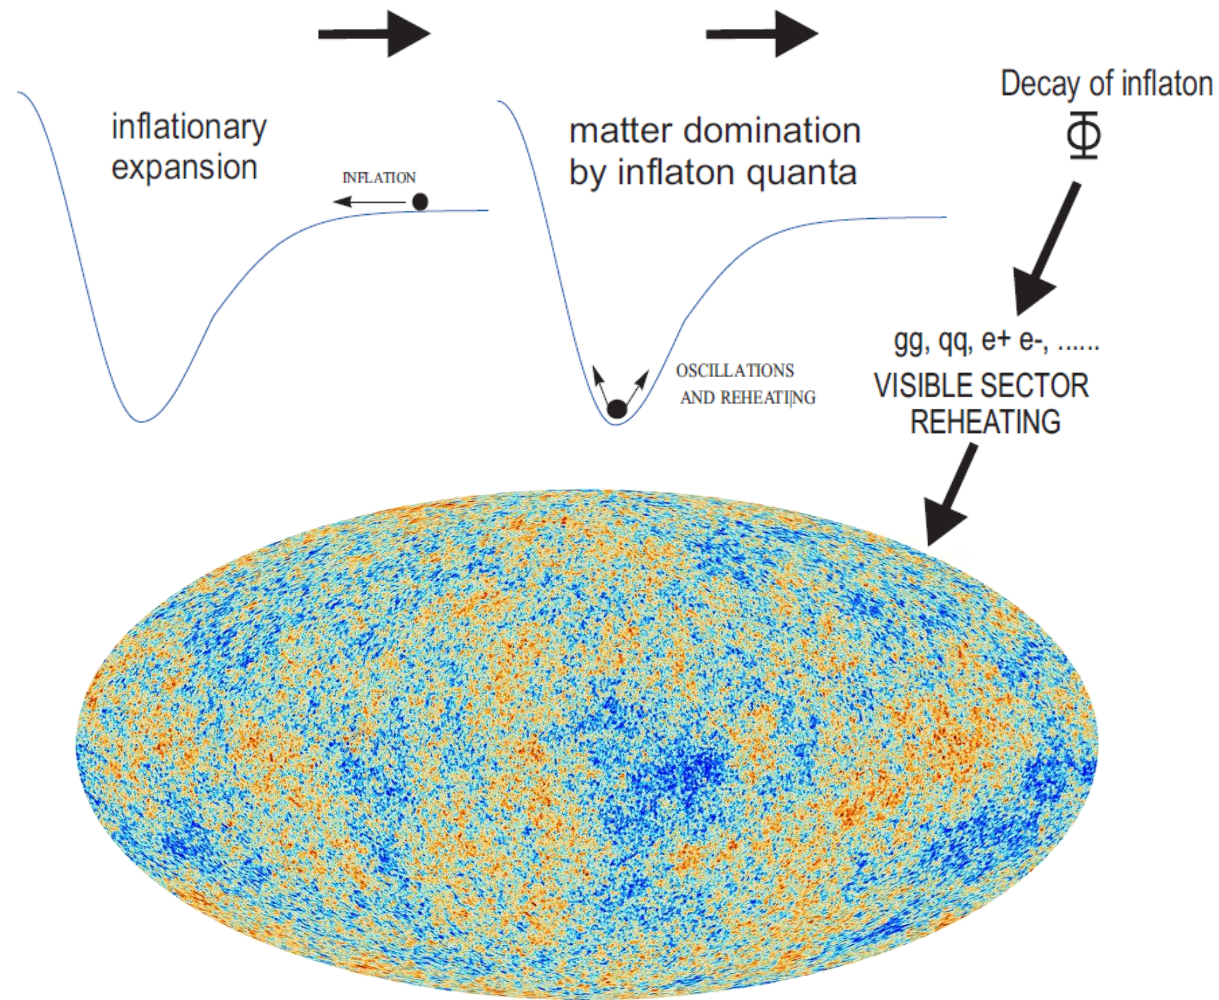 inflationary
expansion
INFLATION
matter domination
by inflaton quanta
OSCILLATIONS
AND REHEATING
Decay of inflaton
Φ
gg, qq, e+ e-, ......
VISIBLE SECTOR
REHEATING